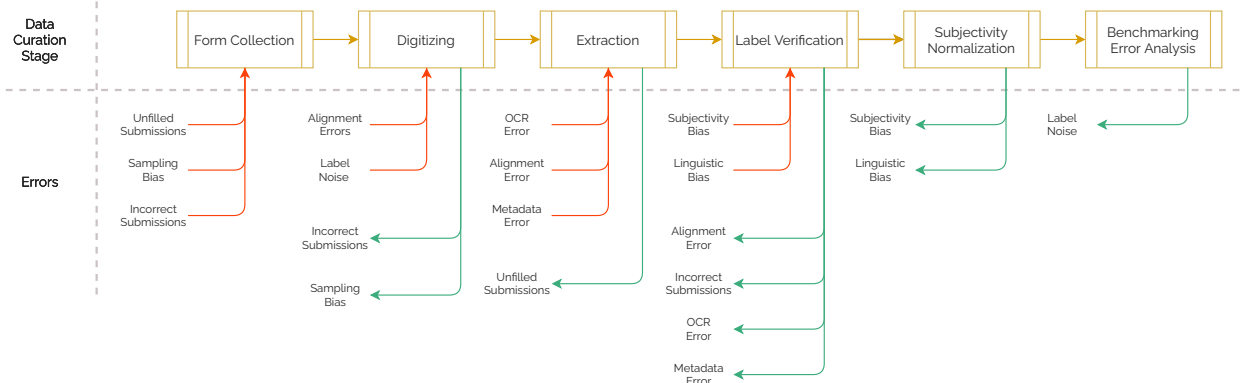 Data
Curation
Stage
Form Collection
Digitizing
Extraction
Label Verification
Subjectivity
Normalization
Benchmarking
Error Analysis
Errors
Unfilled
Submissions
Sampling
Bias
Incorrect
Submissions
Alignment
Errors
Label
Noise
Incorrect
Submissions
Sampling
Bias
OCR
Error
Alignment
Error
Metadata
Error
Unfilled
Submissions
Subjectivity
Bias
Linguistic
Bias
Alignment
Error
Incorrect
Submissions
OCR
Error
Metadata
Error
Subjectivity
Bias
Linguistic
Bias
Label
Noise